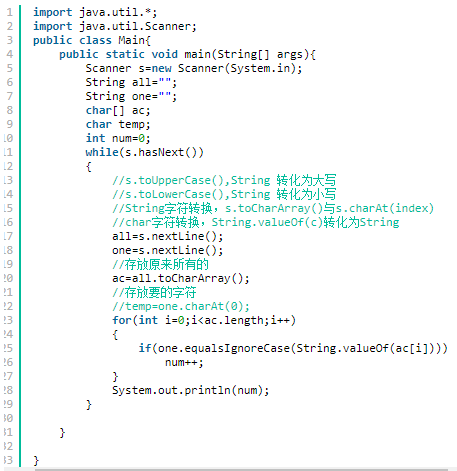 1 import java.util.*;
2 import java.util.Scanner;
3 public class Main{
4     public static void main(String[] args){
5         Scanner s=new Scanner(System.in);
6         String all="";
7         String one="";
8         char[] ac;
9         char temp;
10         int num=0;
11         while(s.hasNext())
12         {
13             //s.toUpperCase(),String 转化为大写
14             //s.toLowerCase(),String 转化为小写
15             //String字符转换，s.toCharArray()与s.charAt(index)
16             //char字符转换，String.valueOf(c)转化为String
17             all=s.nextLine();
18             one=s.nextLine();
19             //存放原来所有的
20             ac=all.toCharArray();
21             //存放要的字符
22             //temp=one.charAt(0);
23             for(int i=0;i<ac.length;i++)
24             {
25                 if(one.equalsIgnoreCase(String.valueOf(ac[i])))
26                     num++;
27             }
28             System.out.println(num);
29         }
30
31     }
32
33 }